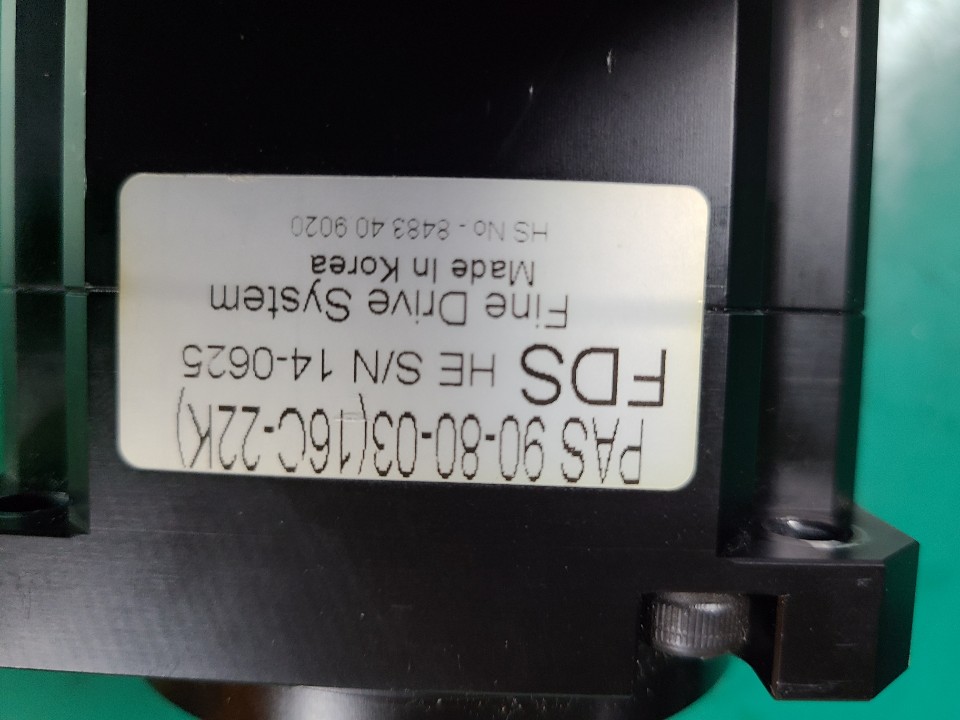 PAS 90-80-03(16C-22K)
FDS HE S/N 14-0625
Fine Drive System
Made In Korea
HS No - 8483 40 9020